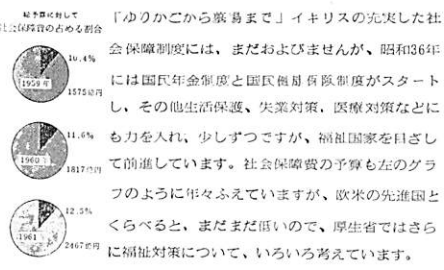 総予算に対して
社会保障費の占める割合
10.4%
1959年
1575億円
11.6%
1960年
1817億円
12.5%
1961
2467億円
「ゆりかごから墓場まで」イギリスの充実した社
会保障制度には、まだおよびませんが、昭和36年
には国民年金制度と国民健康保険制度がスタート
し、その他生活保護、失業対策、医療対策などに
も力を入れ、少しずつですが、福祉国家を目ざし
て前進しています。社会保障費の予算も左のグラ
フのように年々ふえていますが、欧米の先進国と
くらべると、まだまだ低いので、厚生省ではさら
に福祉対策について、いろいろ考えています。